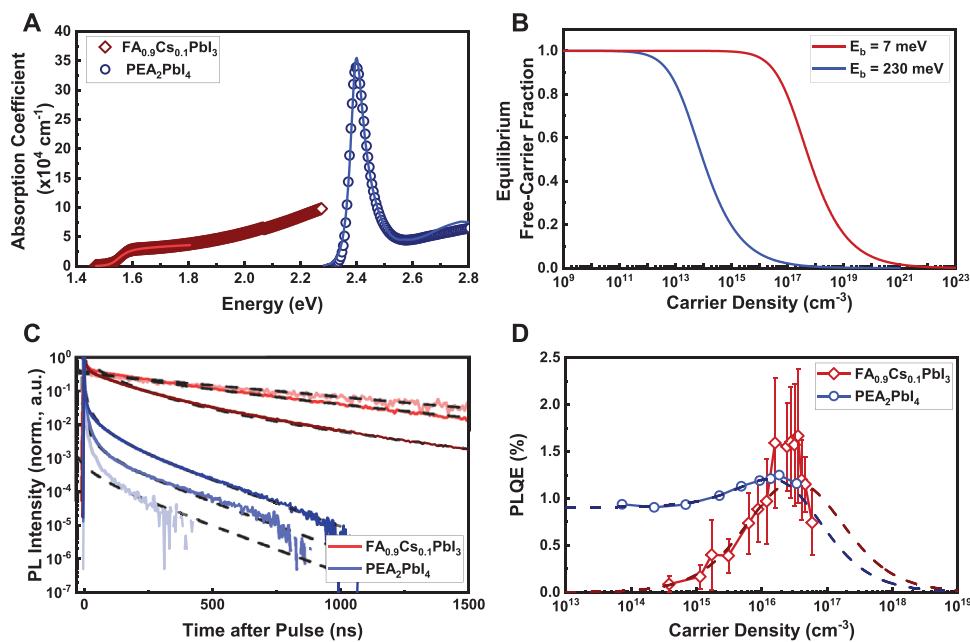 A
Absorption Coefficient
(x10⁴ cm⁻¹)
40
35
30
25
20
15
10
5
0
FA₀.₉Cs₀.₁PbI₃
PEA₂PbI₄
1.4 1.6 1.8 2.0 2.2 2.4 2.6 2.8
Energy (eV)
B
Equilibrium
Free-Carrier Fraction
1.0
0.8
0.6
0.4
0.2
0.0
E_b = 7 meV
E_b = 230 meV
10⁹ 10¹¹ 10¹³ 10¹⁵ 10¹⁷ 10¹⁹ 10²¹ 10²³
Carrier Density (cm⁻³)
C
PL Intensity (norm., a.u.)
10⁰
10⁻¹
10⁻²
10⁻³
10⁻⁴
10⁻⁵
10⁻⁶
10⁻⁷
FA₀.₉Cs₀.₁PbI₃
PEA₂PbI₄
0 500 1000 1500
Time after Pulse (ns)
D
PLQE (%)
2.5
2.0
1.5
1.0
0.5
0.0
FA₀.₉Cs₀.₁PbI₃
PEA₂PbI₄
10¹³ 10¹⁴ 10¹⁵ 10¹⁶ 10¹⁷ 10¹⁸ 10¹⁹
Carrier Density (cm⁻³)